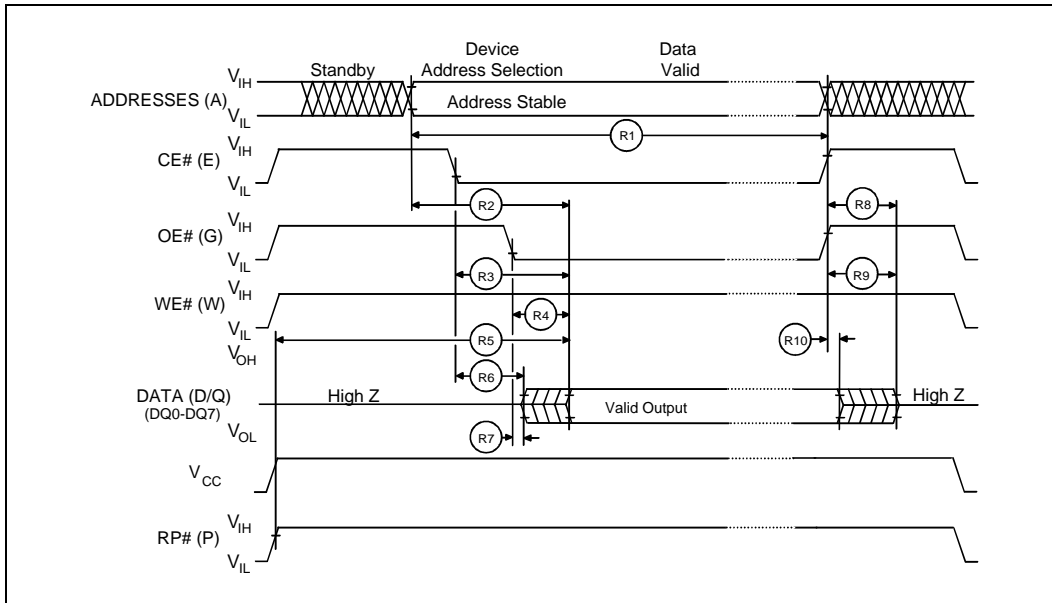 Device
Address Selection
Data
Valid
Standby
V_IH
ADDRESSES (A)
Address Stable
V_IL
R1
V_IH
CE# (E)
V_IL
R2
R8
V_IH
OE# (G)
V_IL
R3
R9
V_IH
WE# (W)
R4
V_IL
R5
R10
V_OH
R6
DATA (D/Q)
(DQ0-DQ7)
High Z
Valid Output
High Z
V_OL
R7
V_CC
V_IH
RP# (P)
V_IL